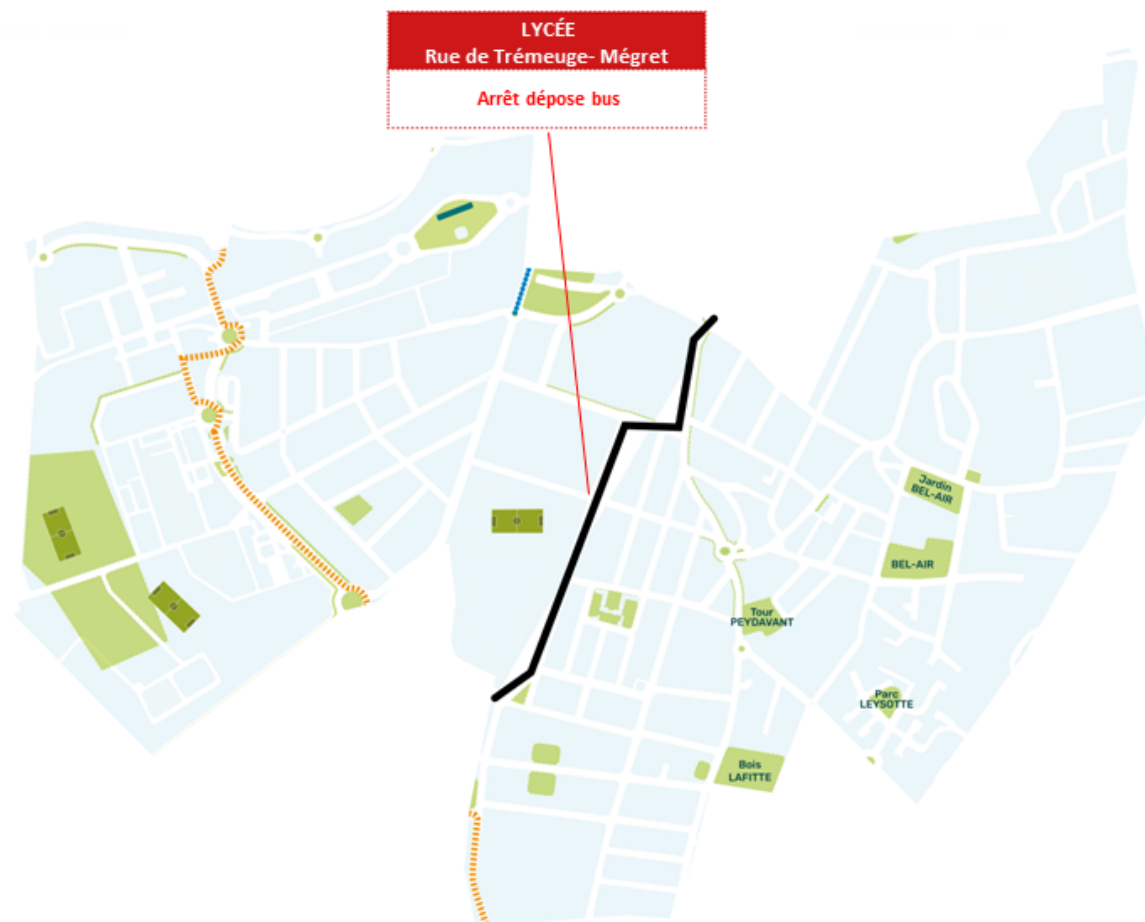 LYCÉE
Rue de Trémeuge- Mégret
Arrêt dépose bus
Jardin
BEL-AIR
BEL-AIR
Tour
PEYDAVANT
Parc
LEYSOTTE
Bois
LAFITTE